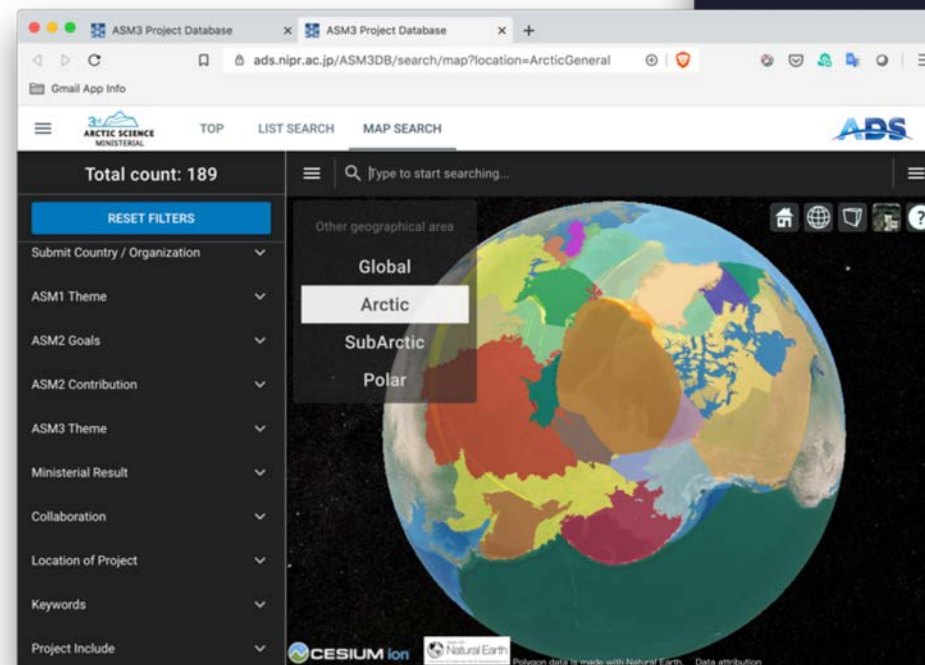 ASM3 Project Database
ASM3 Project Database
ads.nipr.ac.jp/ASM3DB/search/map?location=ArcticGeneral
Gmail App Info
3rd
ARCTIC SCIENCE
MINISTERIAL
TOP
LIST SEARCH
MAP SEARCH
ADS
Total count: 189
Type to start searching...
RESET FILTERS
Submit Country / Organization
ASM1 Theme
ASM2 Goals
ASM2 Contribution
ASM3 Theme
Ministerial Result
Collaboration
Location of Project
Keywords
Project Include
Other geographical area
Global
Arctic
SubArctic
Polar
?
CESIUM ion
Natural Earth
Polygon data is made with Natural Earth. Data attribution